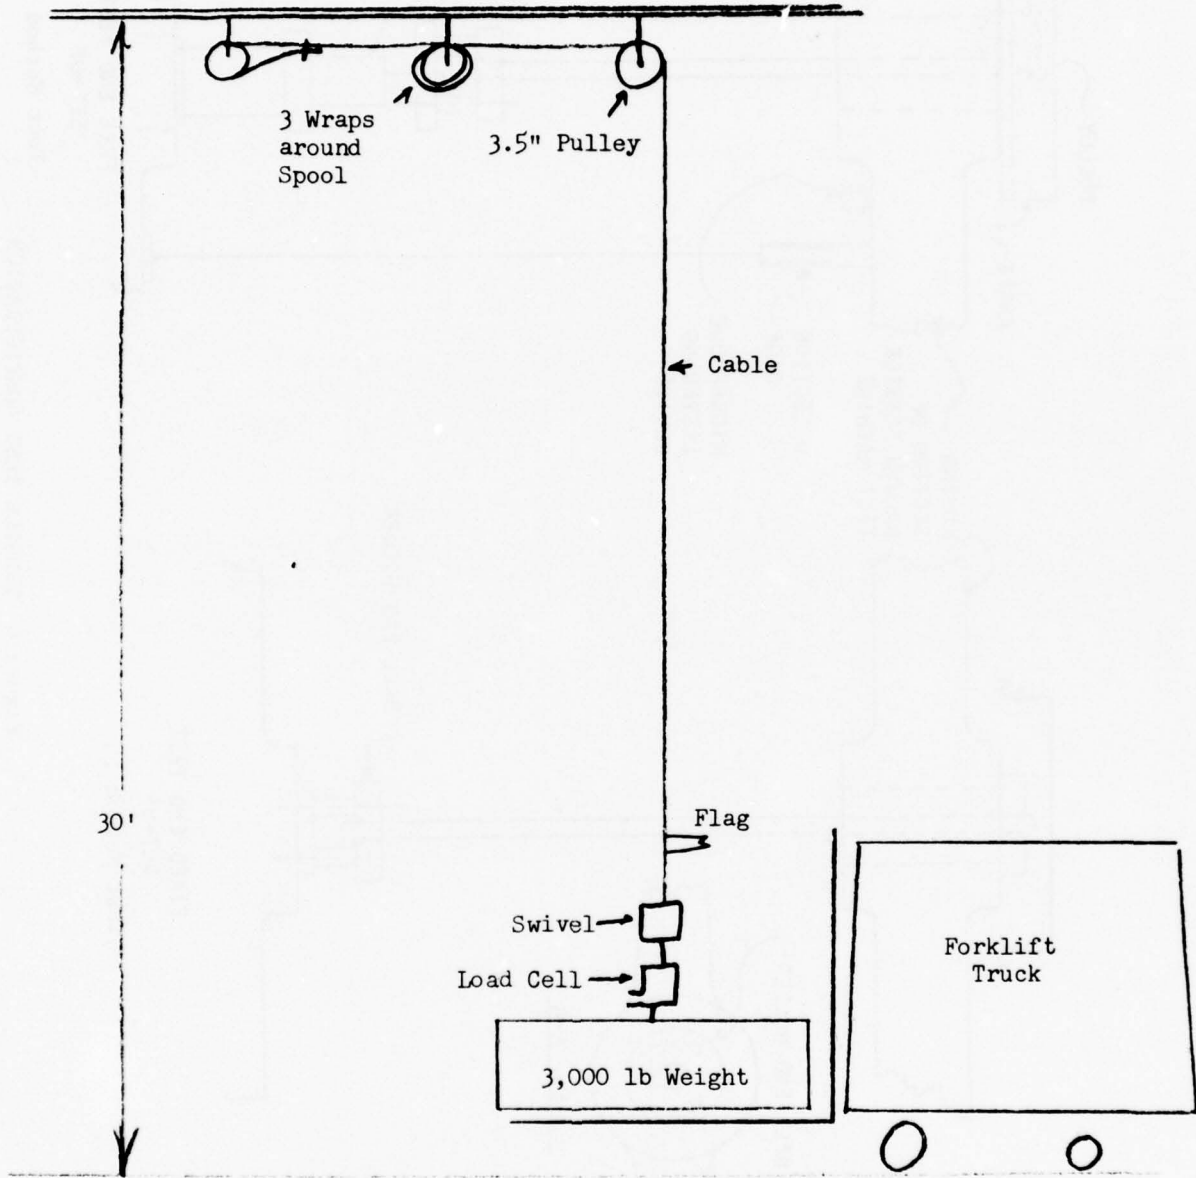 3 Wraps
around
Spool
3.5" Pulley
Cable
30'
Flag
Swivel
Load Cell
Forklift
Truck
3,000 lb Weight